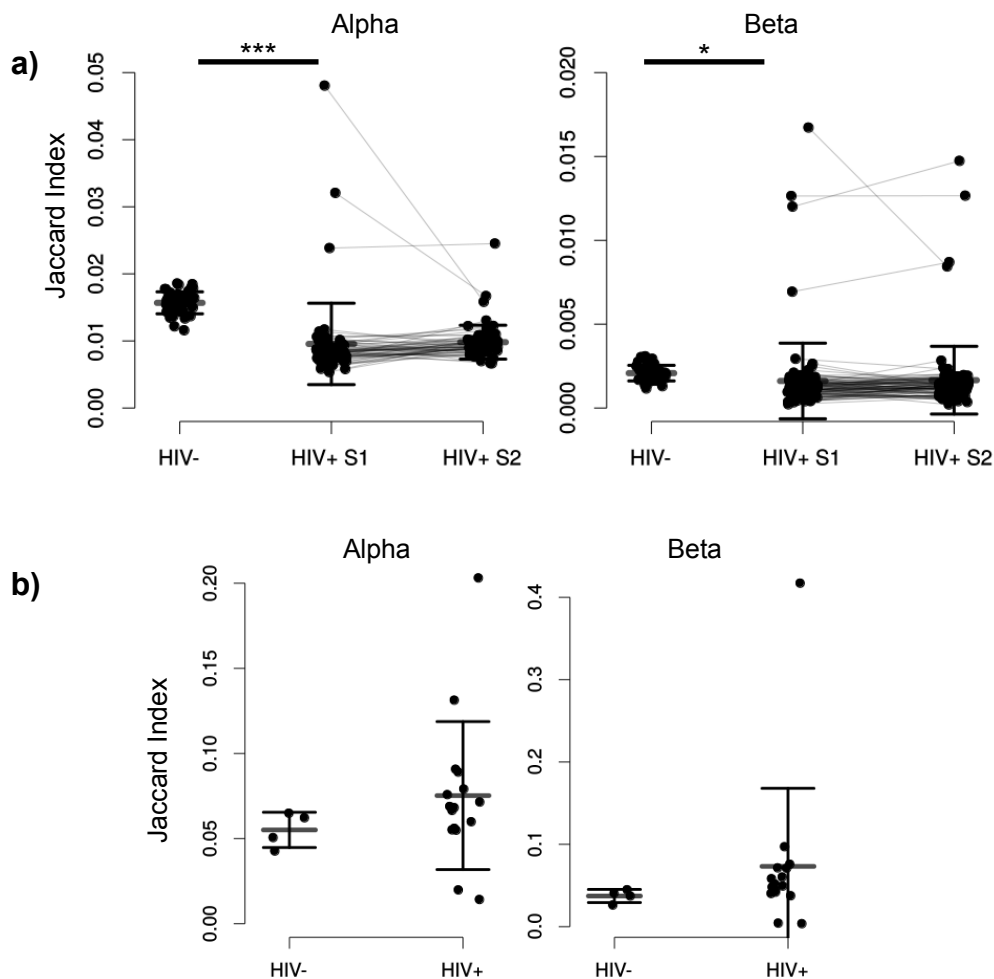 Alpha Beta
a)
*** *
Jaccard Index
0.00 0.01 0.02 0.03 0.04 0.05
0.000 0.005 0.010 0.015 0.020
HIV- HIV+ S1 HIV+ S2 HIV- HIV+ S1 HIV+ S2
Alpha Beta
b)
Jaccard Index
0.00 0.05 0.10 0.15 0.20
0.0 0.1 0.2 0.3 0.4
HIV- HIV+ HIV- HIV+